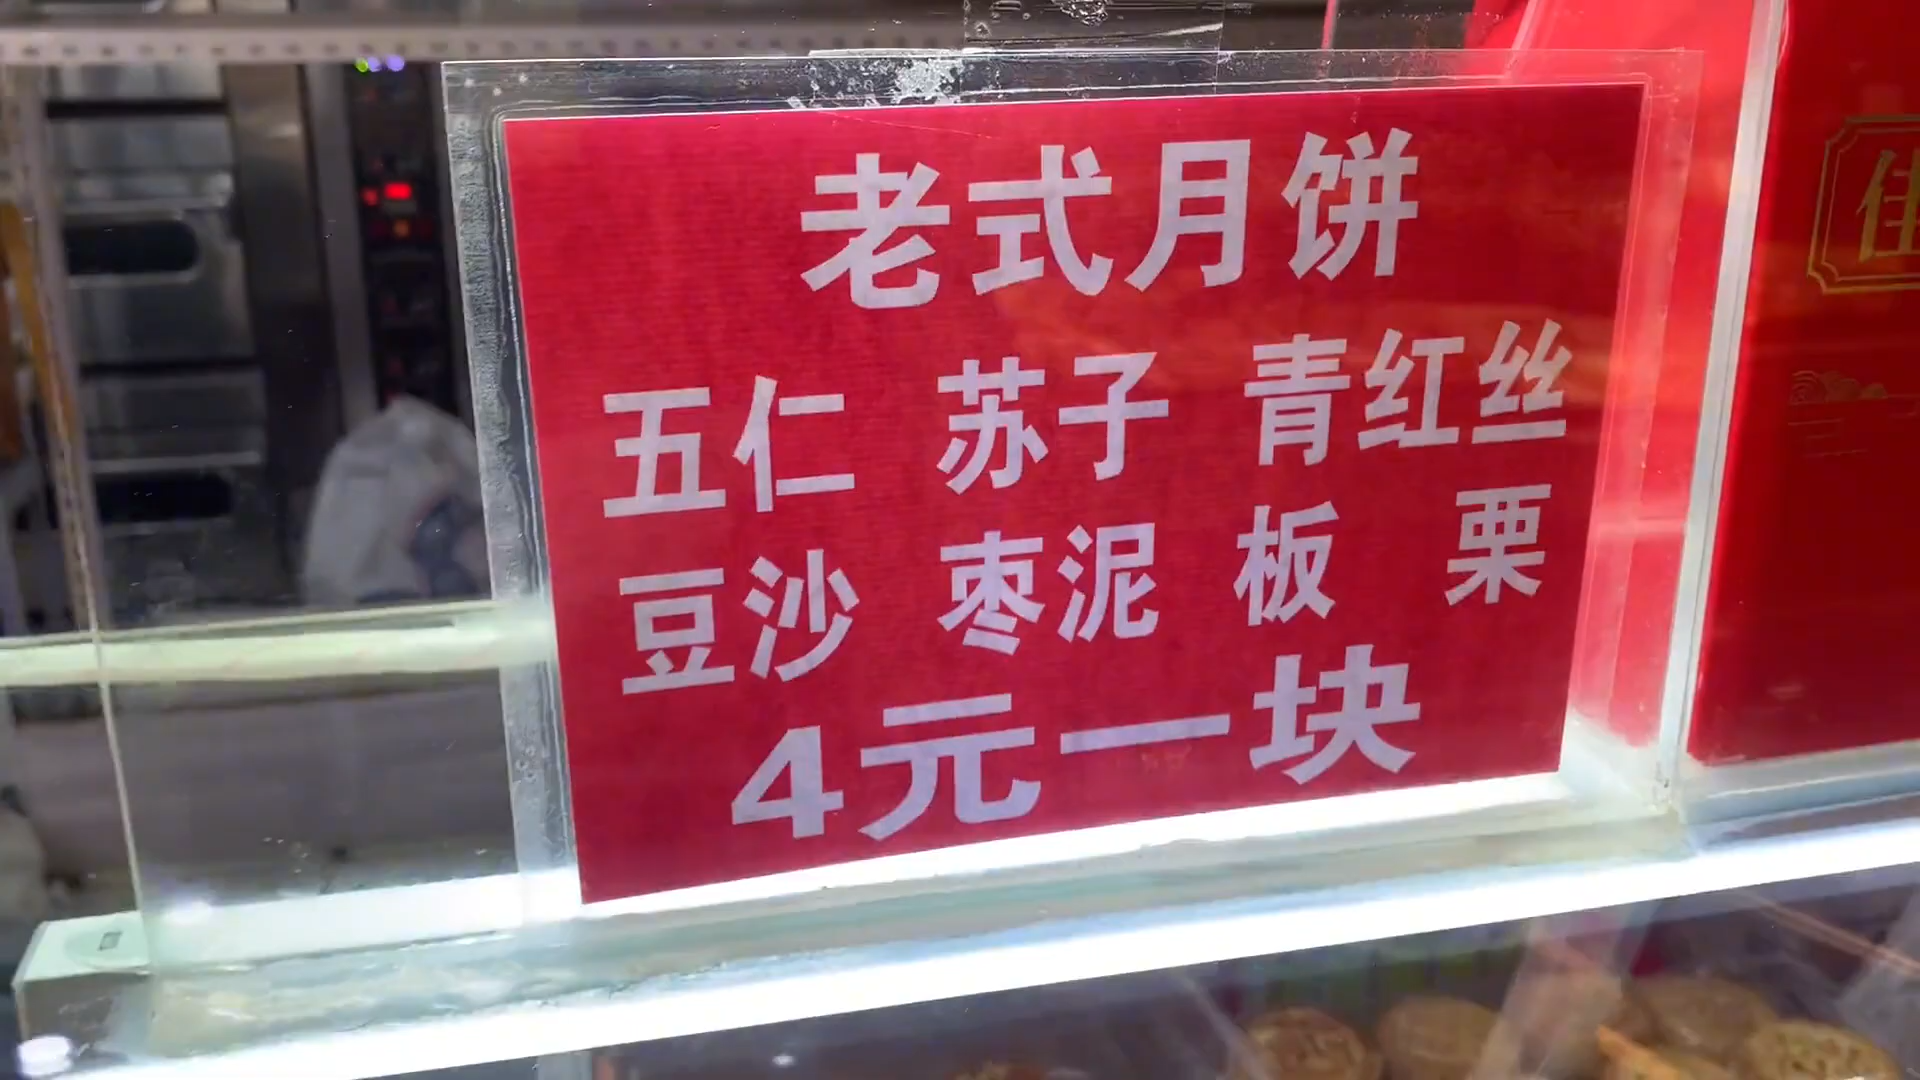 老式月饼
五仁 苏子 青红丝
豆沙 枣泥 板 栗
4元一块
佳